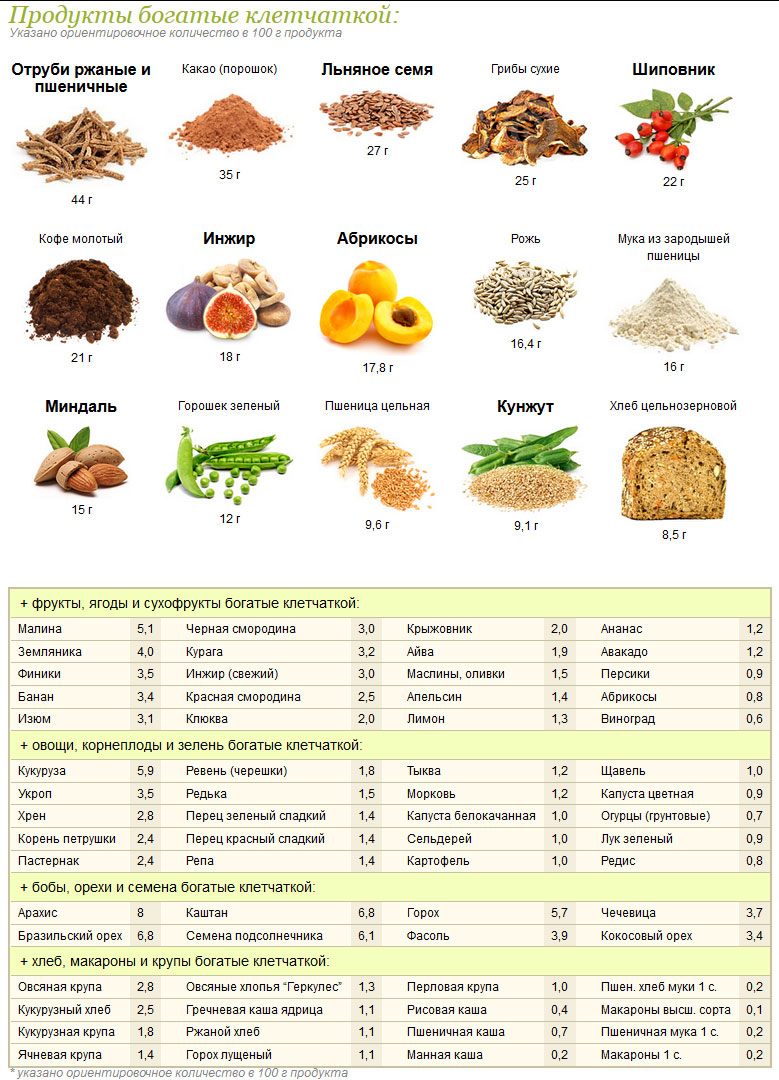 Продукты богатые клетчаткой:
Указано ориентировочное количество в 100 г продукта
Отруби ржаные и
пшеничные
44 г
Какао (порошок)
35 г
Льняное семя
27 г
Грибы сухие
25 г
Шиповник
22 г
Кофе молотый
21 г
Инжир
18 г
Абрикосы
17,8 г
Рожь
16,4 г
Мука из зародышей
пшеницы
16 г
Миндаль
15 г
Горошек зеленый
12 г
Пшеница цельная
9,6 г
Кунжут
9,1 г
Хлеб цельнозерновой
8,5 г
+ фрукты, ягоды и сухофрукты богатые клетчаткой:
Малина 5,1 Черная смородина 3,0 Крыжовник 2,0 Ананас 1,2
Земляника 4,0 Курага 3,2 Айва 1,9 Авакадо 1,2
Финики 3,5 Инжир (свежий) 3,0 Маслины, оливки 1,5 Персики 0,9
Банан 3,4 Красная смородина 2,5 Апельсин 1,4 Абрикосы 0,8
Изюм 3,1 Клюква 2,0 Лимон 1,3 Виноград 0,6
+ овощи, корнеплоды и зелень богатые клетчаткой:
Кукуруза 5,9 Ревень (черешки) 1,8 Тыква 1,2 Щавель 1,0
Укроп 3,5 Редька 1,5 Морковь 1,2 Капуста цветная 0,9
Хрен 2,8 Перец зеленый сладкий 1,4 Капуста белокачанная 1,0 Огурцы (грунтовые) 0,7
Корень петрушки 2,4 Перец красный сладкий 1,4 Сельдерей 1,0 Лук зеленый 0,9
Пастернак 2,4 Репа 1,4 Картофель 1,0 Редис 0,8
+ бобы, орехи и семена богатые клетчаткой:
Арахис 8 Каштан 6,8 Горох 5,7 Чечевица 3,7
Бразильский орех 6,8 Семена подсолнечника 6,1 Фасоль 3,9 Кокосовый орех 3,4
+ хлеб, макароны и крупы богатые клетчаткой:
Овсяная крупа 2,8 Овсяные хлопья “Геркулес” 1,3 Перловая крупа 1,0 Пшен. хлеб муки 1 с. 0,2
Кукурузный хлеб 2,5 Гречневая каша ядрица 1,1 Рисовая каша 0,4 Макароны высш. сорта 0,1
Кукурузная крупа 1,8 Ржаной хлеб 1,1 Пшеничная каша 0,7 Пшеничная мука 1 с. 0,2
Ячневая крупа 1,4 Горох лущеный 1,1 Манная каша 0,2 Макароны 1 с. 0,2
* указано ориентировочное количество в 100 г продукта